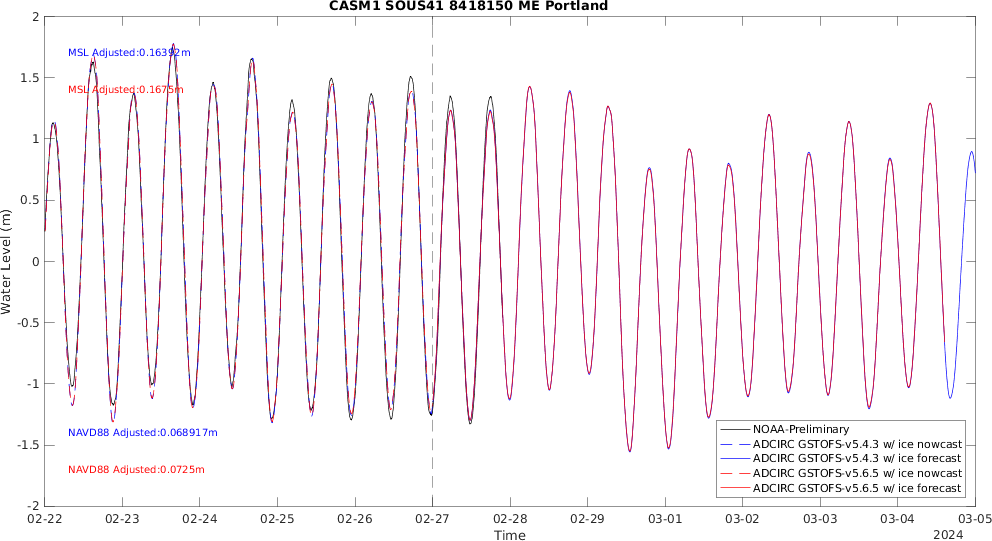 CASM1 SOUS41 8418150 ME Portland
MSL Adjusted:0.16392m
MSL Adjusted:0.1675m
NAVD88 Adjusted:0.068917m
NAVD88 Adjusted:0.0725m
Water Level (m)
2
1.5
1
0.5
0
-0.5
-1
-1.5
-2
02-22 02-23 02-24 02-25 02-26 02-27 02-28 02-29 03-01 03-02 03-03 03-04 03-05
Time
2024
NOAA-Preliminary
ADCIRC GSTOFS-v5.4.3 w/ ice nowcast
ADCIRC GSTOFS-v5.4.3 w/ ice forecast
ADCIRC GSTOFS-v5.6.5 w/ ice nowcast
ADCIRC GSTOFS-v5.6.5 w/ ice forecast